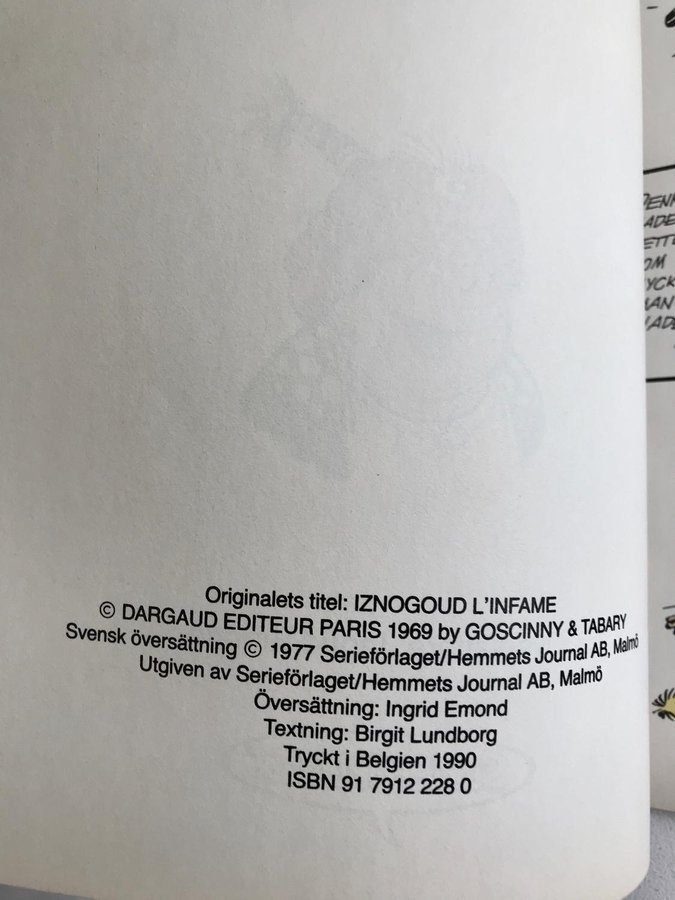 Originalets titel: IZNOGOUD L'INFAME
© DARGAUD EDITEUR PARIS 1969 by GOSCINNY & TABARY
Svensk översättning © 1977 Serieförlaget/Hemmets Journal AB, Malmö
Utgiven av Serieförlaget/Hemmets Journal AB, Malmö
Översättning: Ingrid Emond
Textning: Birgit Lundborg
Tryckt i Belgien 1990
ISBN 91 7912 228 0